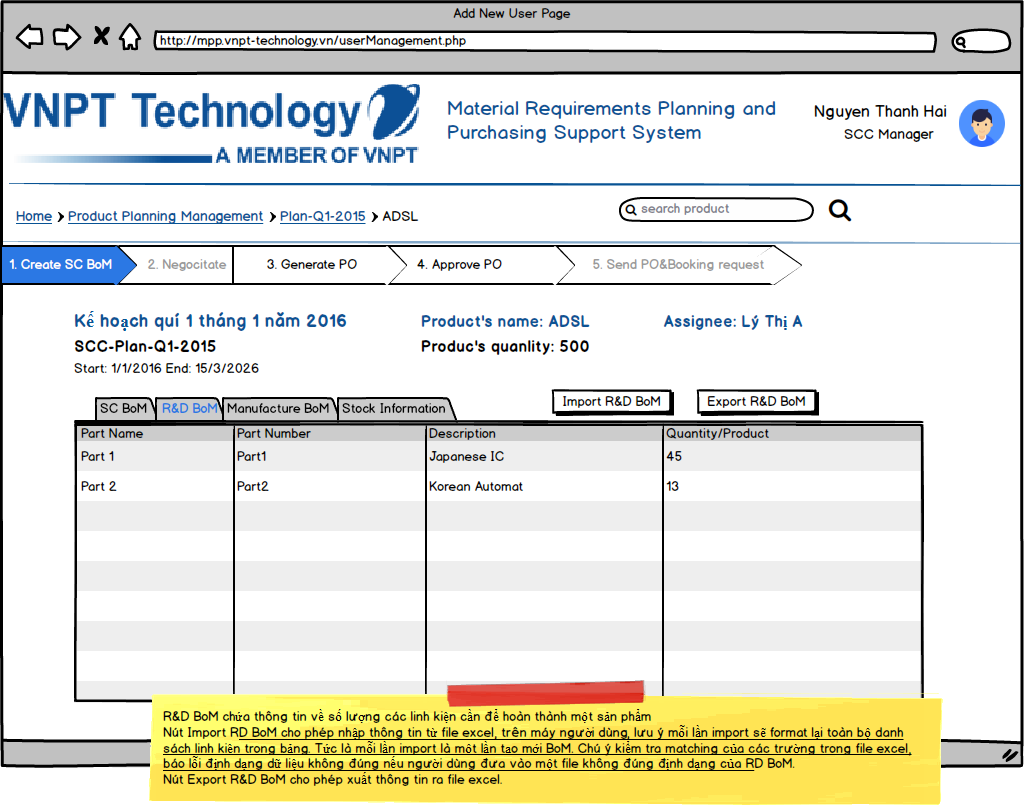 Add New User Page
http://mpp.vnpt-technology.vn/userManagement.php
VNPT Technology
A MEMBER OF VNPT
Material Requirements Planning and
Purchasing Support System
Nguyen Thanh Hai
SCC Manager
Home Product Planning Management Plan-Q1-2015 ADSL
search product
1. Create SC BoM 2. Negocitate 3. Generate PO 4. Approve PO 5. Send PO&Booking request
Kế hoạch quí 1 tháng 1 năm 2016 Product's name: ADSL Assignee: Lý Thị A
SCC-Plan-Q1-2015 Produc's quanlity: 500
Start: 1/1/2016 End: 15/3/2026
Import R&D BoM Export R&D BoM
SC BoM R&D BoM Manufacture BoM Stock Information
Part Name Part Number Description Quantity/Product
Part 1 Part1 Japanese IC 45
Part 2 Part2 Korean Automat 13
R&D BoM chứa thông tin về số lượng các linh kiện cần để hoàn thành một sản phẩm
Nút Import RD BoM cho phép nhập thông tin từ file excel, trên máy người dùng, lưu ý mỗi lần import sẽ format lại toàn bộ danh
sách linh kiện trong bảng. Tức là mỗi lần import là một lần tạo mới BoM. Chú ý kiểm tra matching của các trường trong file excel,
báo lỗi định dạng dữ liệu không đúng nếu người dùng đưa vào một file không đúng định dạng của RD BoM.
Nút Export R&D BoM cho phép xuất thông tin ra file excel.